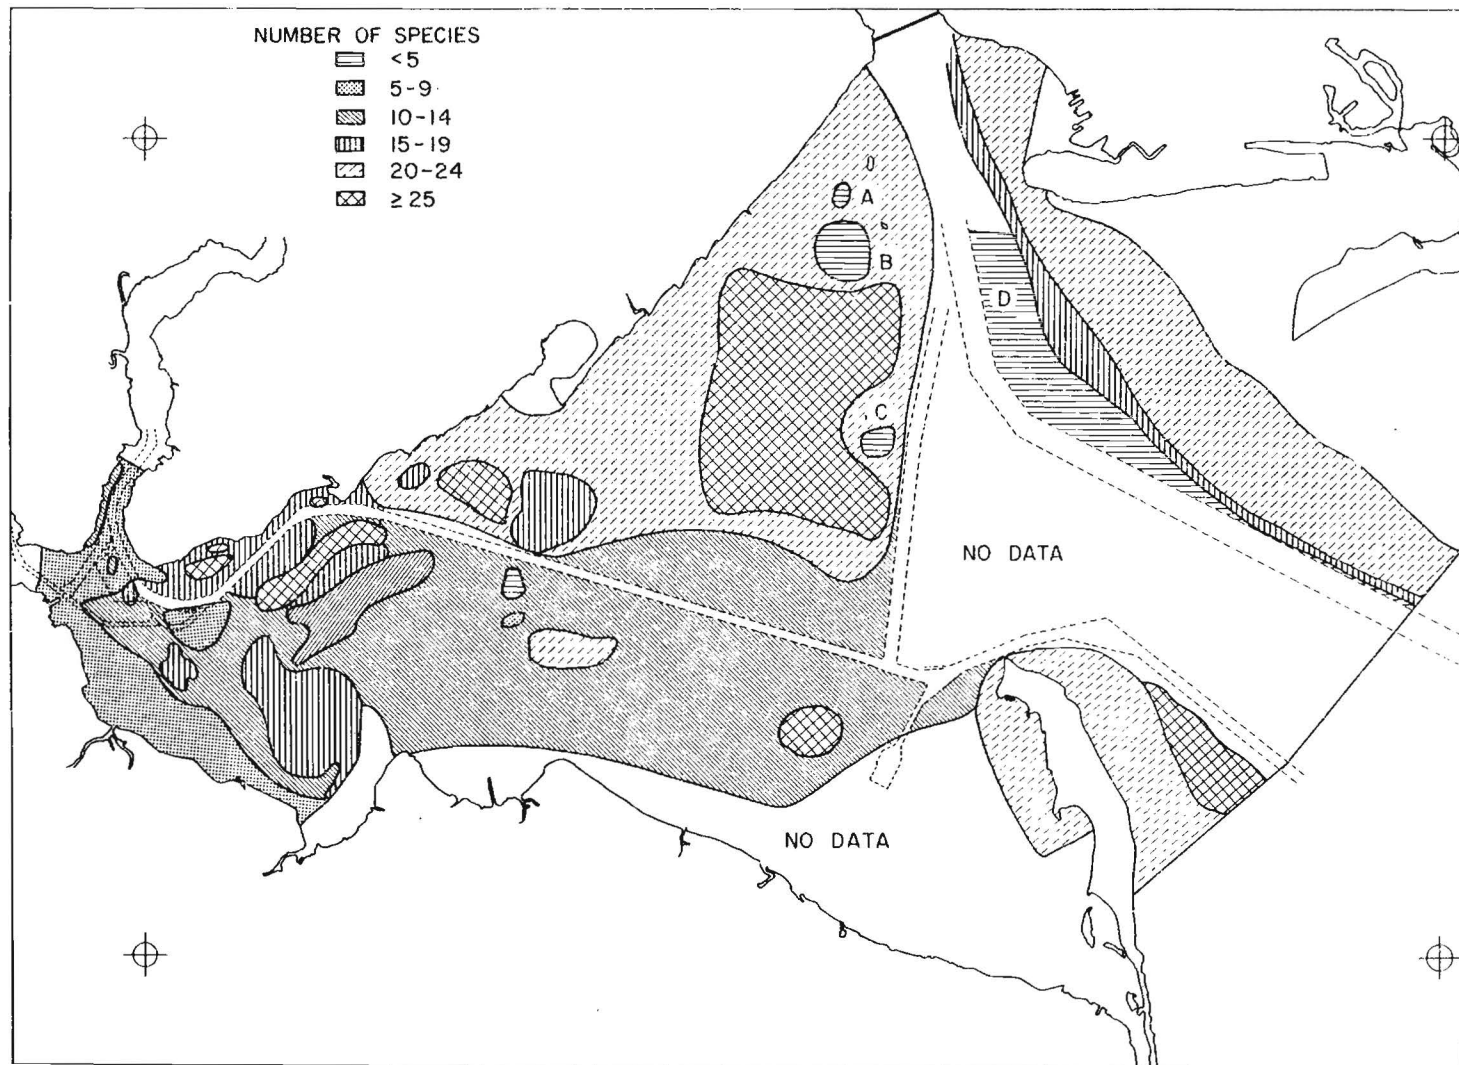 NUMBER OF SPECIES
<5
5-9
10-14
15-19
20-24
≥25
A
B
D
C
NO DATA
NO DATA